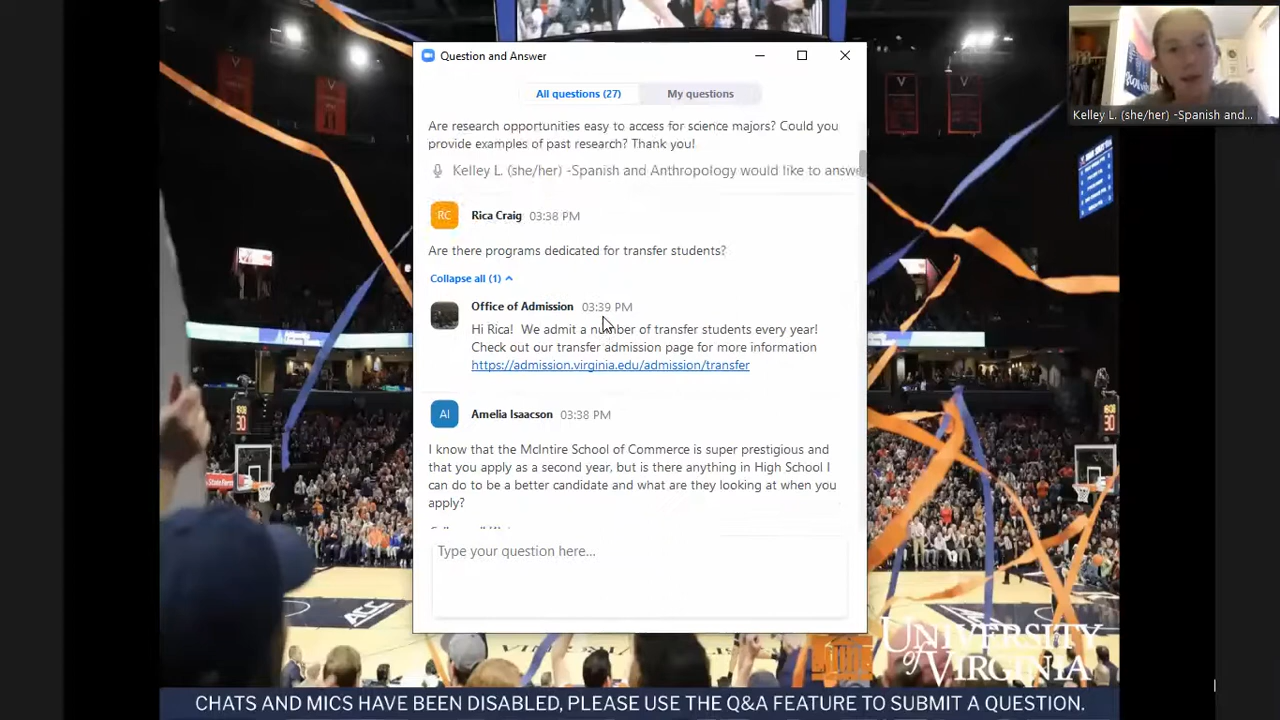 Question and Answer
All questions (27)
My questions
Are research opportunities easy to access for science majors? Could you
provide examples of past research? Thank you!
Kelley L. (she/her) -Spanish and Anthropology would like to answe
RC
Rica Craig 03:38 PM
Are there programs dedicated for transfer students?
Collapse all (1)
Office of Admission 03:39 PM
Hi Rica! We admit a number of transfer students every year!
Check out our transfer admission page for more information
https://admission.virginia.edu/admission/transfer
AI
Amelia Isaacson 03:38 PM
I know that the McIntire School of Commerce is super prestigious and
that you apply as a second year, but is there anything in High School I
can do to be a better candidate and what are they looking at when you
apply?
Type your question here...
Kelley L. (she/her) -Spanish and...
ACC
UNIVERSITY
of VIRGINIA
CHATS AND MICS HAVE BEEN DISABLED, PLEASE USE THE Q&A FEATURE TO SUBMIT A QUESTION.